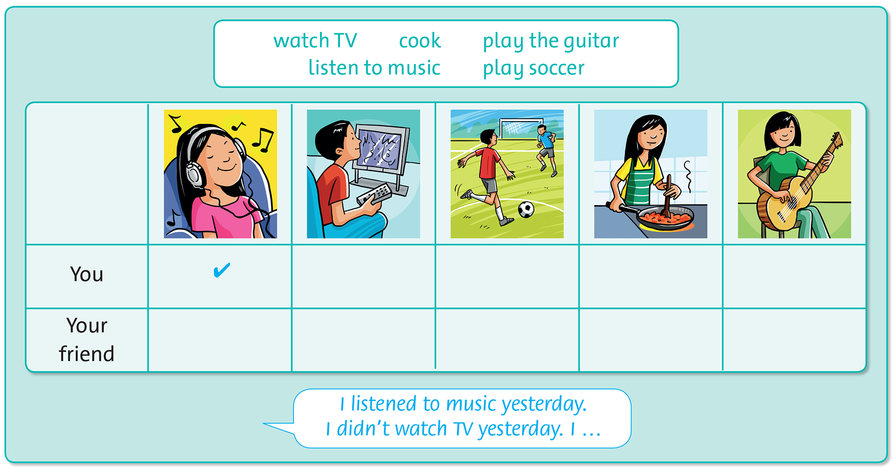 watch TV cook play the guitar
listen to music play soccer
You
✔
Your
friend
I listened to music yesterday.
I didn't watch TV yesterday. I ...